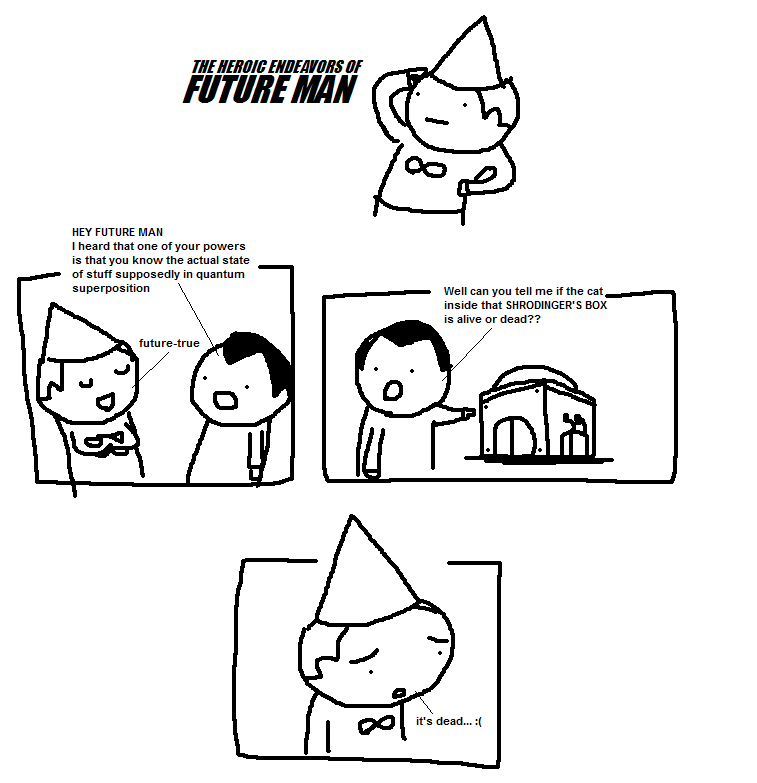 THE HEROIC ENDEAVORS OF
FUTURE MAN
HEY FUTURE MAN
I heard that one of your powers
is that you know the actual state
of stuff supposedly in quantum
superposition
future-true
Well can you tell me if the cat
inside that SHRODINGER'S BOX
is alive or dead??
it's dead... :(